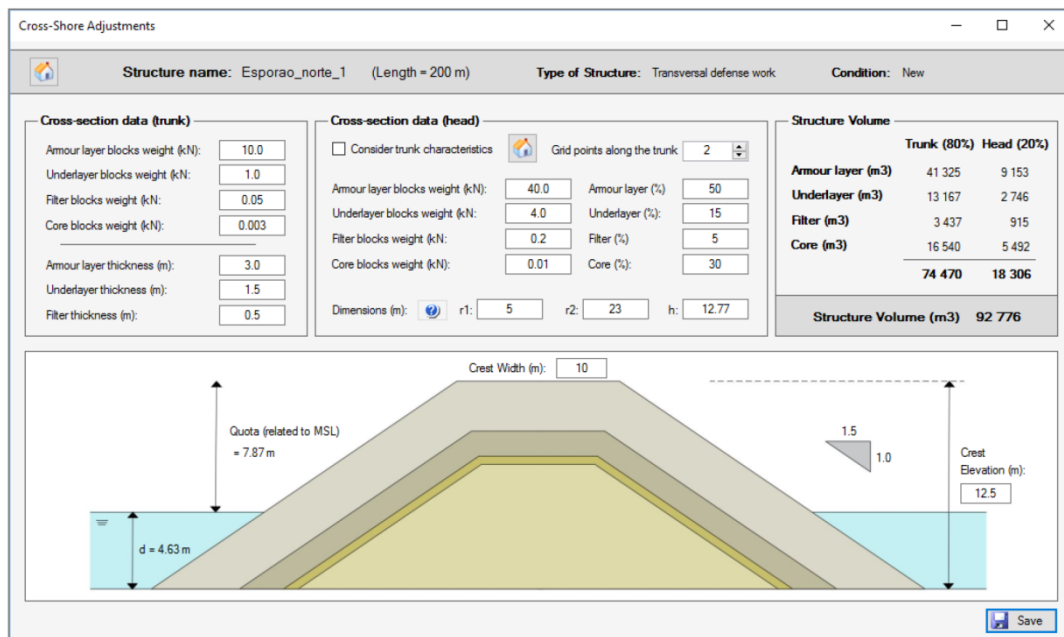 Cross-Shore Adjustments
Structure name: Esporao_norte_1 (Length = 200 m) Type of Structure: Transversal defense work Condition: New
Cross-section data (trunk)
Armour layer blocks weight (kN): 10.0
Underlayer blocks weight (kN: 1.0
Filter blocks weight (kN: 0.05
Core blocks weight (kN): 0.003
Armour layer thickness (m): 3.0
Underlayer thickness (m): 1.5
Filter thickness (m): 0.5
Cross-section data (head)
Consider trunk characteristics Grid points along the trunk 2
Armour layer blocks weight (kN): 40.0 Armour layer (%) 50
Underlayer blocks weight (kN: 4.0 Underlayer (%): 15
Filter blocks weight (kN: 0.2 Filter (%) 5
Core blocks weight (kN): 0.01 Core (%): 30
Dimensions (m): r1: 5 r2: 23 h: 12.77
Structure Volume
Trunk (80%) Head (20%)
Armour layer (m3) 41 325 9 153
Underlayer (m3) 13 167 2 746
Filter (m3) 3 437 915
Core (m3) 16 540 5 492
74 470 18 306
Structure Volume (m3) 92 776
Crest Width (m): 10
Quota (related to MSL)
= 7.87 m
d = 4.63 m
1.5
1.0
Crest
Elevation (m):
12.5
Save